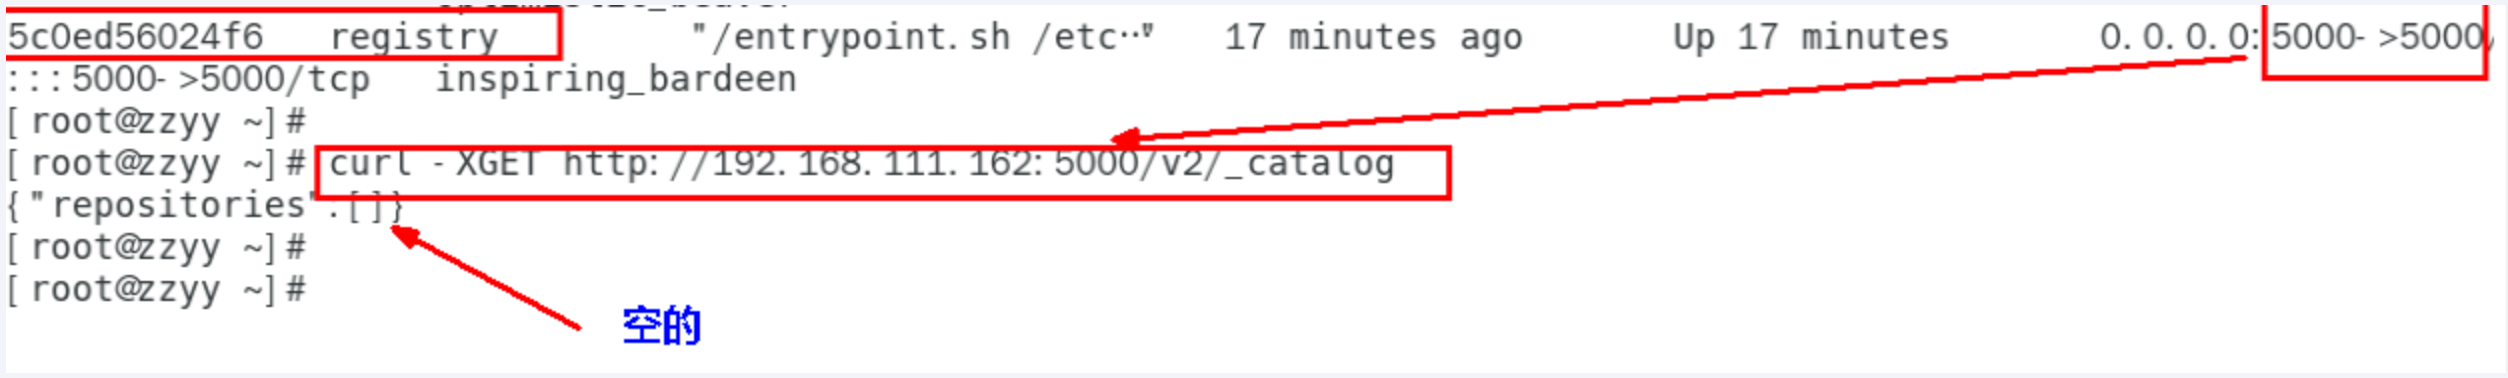 5c0ed56024f6 registry "/entrypoint.sh /etc…" 17 minutes ago Up 17 minutes 0.0.0.0:5000->5000/
:::5000->5000/tcp inspiring_bardeen
[root@zzyy ~]#
[root@zzyy ~]# curl -XGET http://192.168.111.162:5000/v2/_catalog
{"repositories":[]}
[root@zzyy ~]#
[root@zzyy ~]#
空的